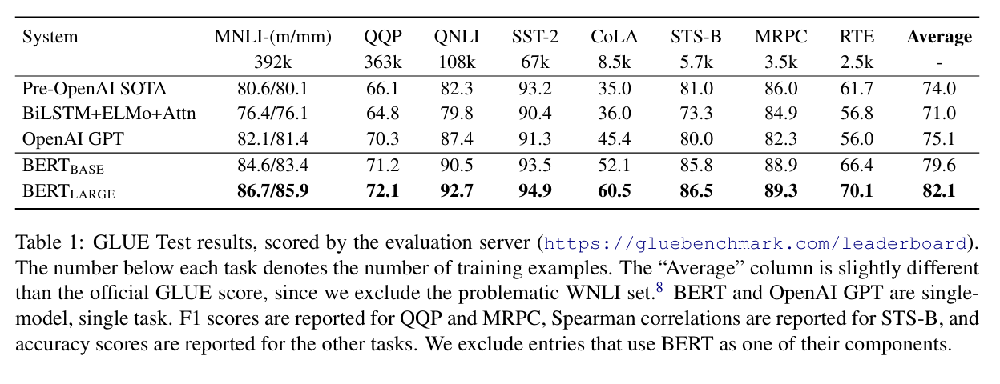 System MNLI-(m/mm) QQP QNLI SST-2 CoLA STS-B MRPC RTE Average
392k 363k 108k 67k 8.5k 5.7k 3.5k 2.5k -
Pre-OpenAI SOTA 80.6/80.1 66.1 82.3 93.2 35.0 81.0 86.0 61.7 74.0
BiLSTM+ELMo+Attn 76.4/76.1 64.8 79.8 90.4 36.0 73.3 84.9 56.8 71.0
OpenAI GPT 82.1/81.4 70.3 87.4 91.3 45.4 80.0 82.3 56.0 75.1
BERTBASE 84.6/83.4 71.2 90.5 93.5 52.1 85.8 88.9 66.4 79.6
BERTLARGE 86.7/85.9 72.1 92.7 94.9 60.5 86.5 89.3 70.1 82.1
Table 1: GLUE Test results, scored by the evaluation server (https://gluebenchmark.com/leaderboard).
The number below each task denotes the number of training examples. The “Average” column is slightly different
than the official GLUE score, since we exclude the problematic WNLI set.8 BERT and OpenAI GPT are single-
model, single task. F1 scores are reported for QQP and MRPC, Spearman correlations are reported for STS-B, and
accuracy scores are reported for the other tasks. We exclude entries that use BERT as one of their components.